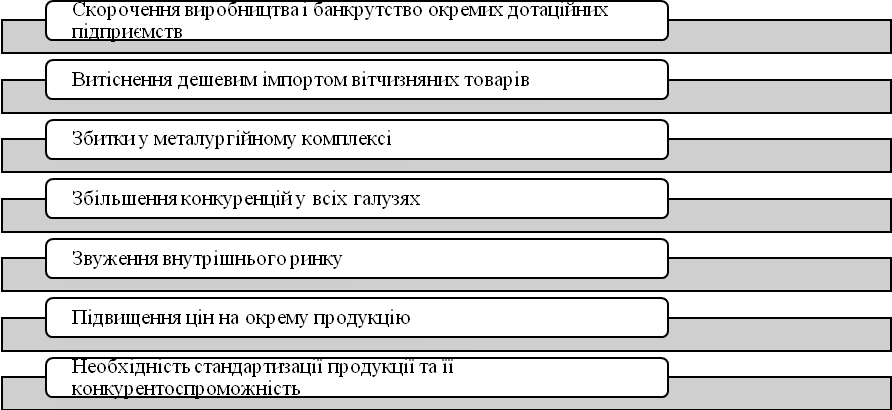 Скорочення виробництва і банкрутство окремих дотаційних
підприємств
Витіснення дешевим імпортом вітчизняних товарів
Збитки у металургійному комплексі
Збільшення конкуренцій у всіх галузях
Звуження внутрішнього ринку
Підвищення цін на окрему продукцію
Необхідність стандартизації продукції та її
конкурентоспроможність